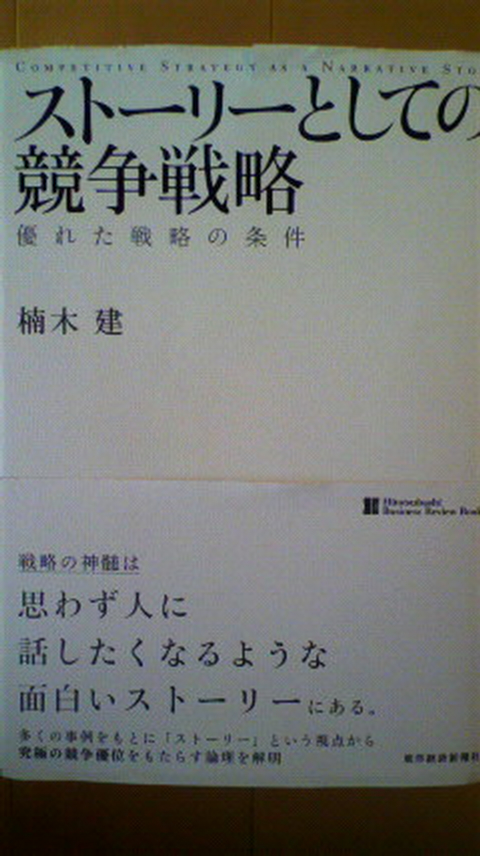 COMPETITIVE STRATEGY AS A NARRATIVE STO
ストーリーとしての
競争戦略
優れた戦略の条件
楠木 建
Hitotsubashi
Business Review Book
戦略の神髄は
思わず人に
話したくなるような
面白いストーリーにある。
多くの事例をもとに「ストーリー」という視点から
究極の競争優位をもたらす論理を解明
東洋経済新報社